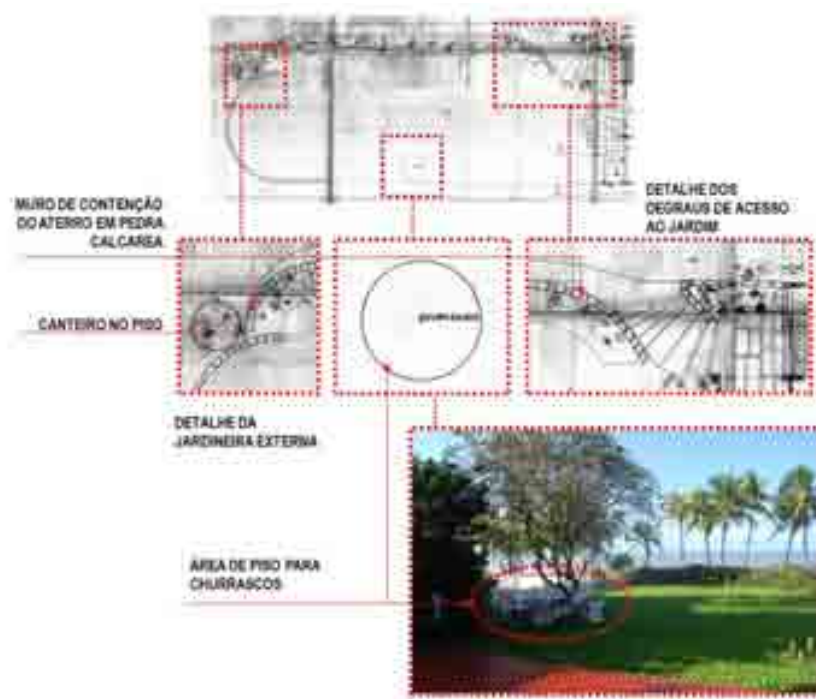 MURO DE CONTENÇÃO
DO ATERRO EM PEDRA
CALCAREA
DETALHE DOS
DEGRAUS DE ACESSO
AO JARDIM
CANTEIRO NO PISO
DETALHE DA
JARDINEIRA EXTERNA
ÁREA DE PISO PARA
CHURRASCOS